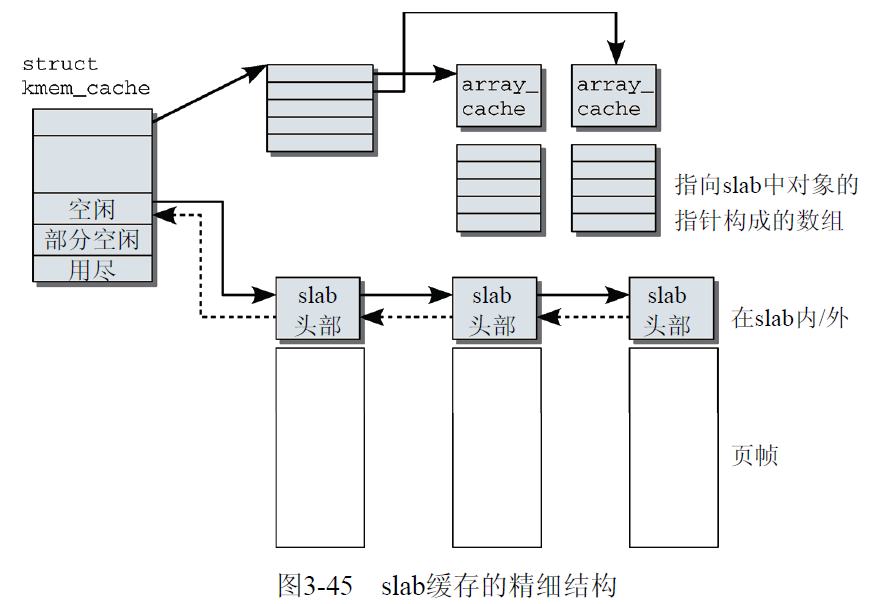 struct
kmem_cache
array_
cache
array_
cache
指向slab中对象的
指针构成的数组
空闲
部分空闲
用尽
slab
头部
slab
头部
slab
头部
在slab内/外
页帧
图3-45 slab缓存的精细结构